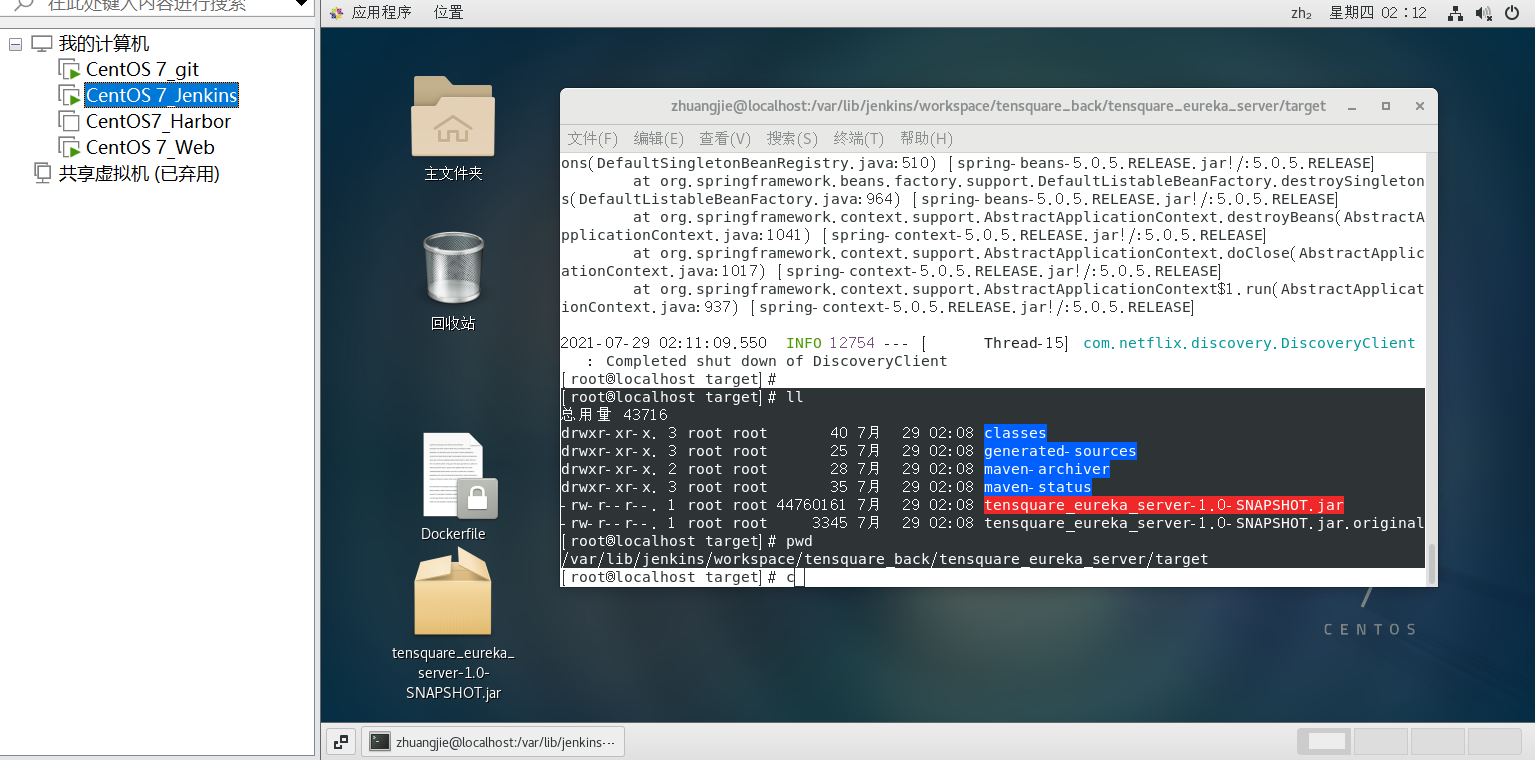 在此处键入内容进行搜索
我的计算机
CentOS 7_git
CentOS 7_Jenkins
CentOS7_Harbor
CentOS 7_Web
共享虚拟机 (已弃用)
应用程序 位置 zh₂ 星期四 02:12
主文件夹
回收站
Dockerfile
tensquare_eureka_
server-1.0-
SNAPSHOT.jar
zhuangjie@localhost:/var/lib/jenkins/workspace/tensquare_back/tensquare_eureka_server/target
文件(F) 编辑(E) 查看(V) 搜索(S) 终端(T) 帮助(H)
ons(DefaultSingletonBeanRegistry.java:510) [spring-beans-5.0.5.RELEASE.jar!/:5.0.5.RELEASE]
at org.springframework.beans.factory.support.DefaultListableBeanFactory.destroySingleton
s(DefaultListableBeanFactory.java:964) [spring-beans-5.0.5.RELEASE.jar!/:5.0.5.RELEASE]
at org.springframework.context.support.AbstractApplicationContext.destroyBeans(AbstractA
pplicationContext.java:1041) [spring-context-5.0.5.RELEASE.jar!/:5.0.5.RELEASE]
at org.springframework.context.support.AbstractApplicationContext.doClose(AbstractApplic
ationContext.java:1017) [spring-context-5.0.5.RELEASE.jar!/:5.0.5.RELEASE]
at org.springframework.context.support.AbstractApplicationContext$1.run(AbstractApplicat
ionContext.java:937) [spring-context-5.0.5.RELEASE.jar!/:5.0.5.RELEASE]
2021-07-29 02:11:09.550 INFO 12754 --- [ Thread-15] com.netflix.discovery.DiscoveryClient
: Completed shut down of DiscoveryClient
[root@localhost target]#
[root@localhost target]# ll
总用量 43716
drwxr-xr-x. 3 root root 40 7月 29 02:08 classes
drwxr-xr-x. 3 root root 25 7月 29 02:08 generated-sources
drwxr-xr-x. 2 root root 28 7月 29 02:08 maven-archiver
drwxr-xr-x. 3 root root 35 7月 29 02:08 maven-status
-rw-r--r--. 1 root root 44760161 7月 29 02:08 tensquare_eureka_server-1.0-SNAPSHOT.jar
-rw-r--r--. 1 root root 3345 7月 29 02:08 tensquare_eureka_server-1.0-SNAPSHOT.jar.original
[root@localhost target]# pwd
/var/lib/jenkins/workspace/tensquare_back/tensquare_eureka_server/target
[root@localhost target]# c
7
CENTOS
zhuangjie@localhost:/var/lib/jenkins···